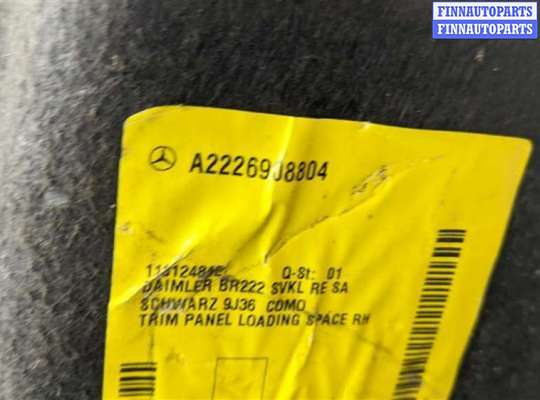 FINNAUTOPARTS
FINNAUTOPARTS
A2226908804
Q-St: 01
DAIMLER BR222 SVKL RE SA
SCHWARZ 9J36 COMO
TRIM PANEL LOADING SPACE RH